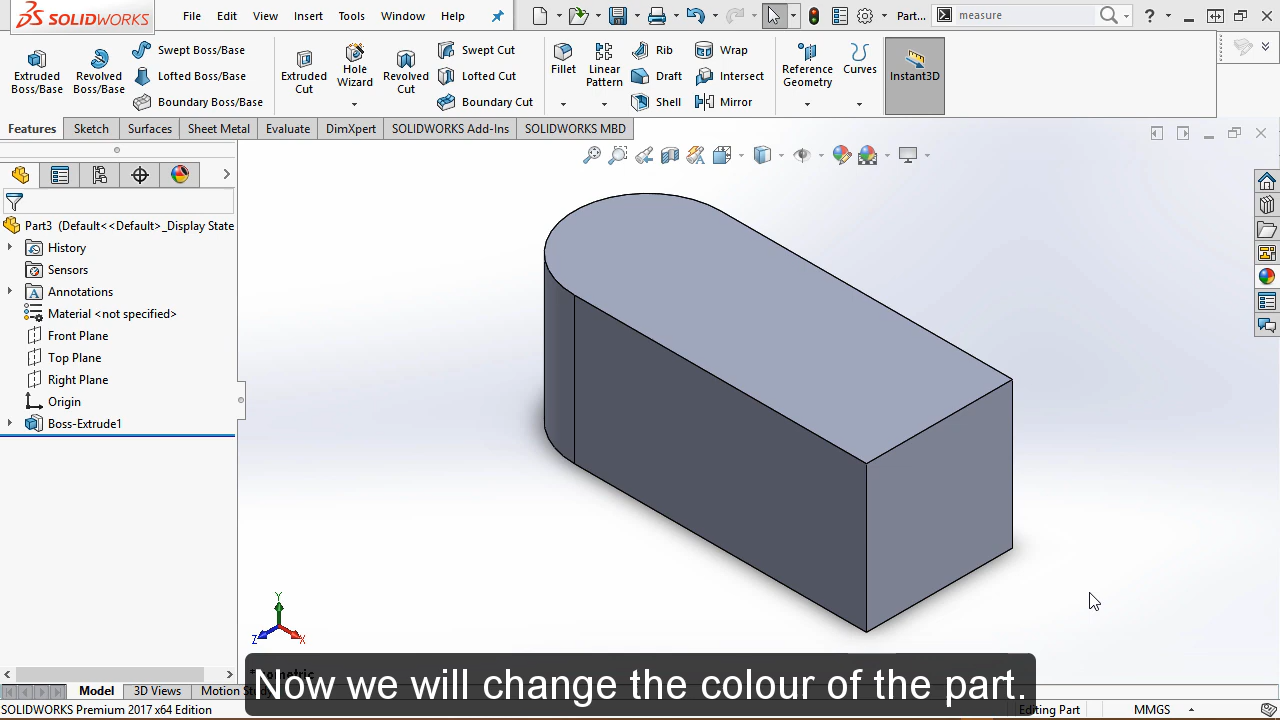 SOLIDWORKS File Edit View Insert Tools Window Help Part... measure
Extruded Boss/Base
Revolved Boss/Base
Swept Boss/Base
Lofted Boss/Base
Boundary Boss/Base
Extruded Cut
Hole Wizard
Revolved Cut
Swept Cut
Lofted Cut
Boundary Cut
Fillet
Linear Pattern
Rib
Draft
Shell
Wrap
Intersect
Mirror
Reference Geometry
Curves
Instant3D
Features Sketch Surfaces Sheet Metal Evaluate DimXpert SOLIDWORKS Add-Ins SOLIDWORKS MBD
Part3 (Default<<Default>_Display State
History
Sensors
Annotations
Material <not specified>
Front Plane
Top Plane
Right Plane
Origin
Boss-Extrude1
Y
Z
X
Now we will change the colour of the part.
Model 3D Views Motion
SOLIDWORKS Premium 2017 x64 Edition Editing Part MMGS